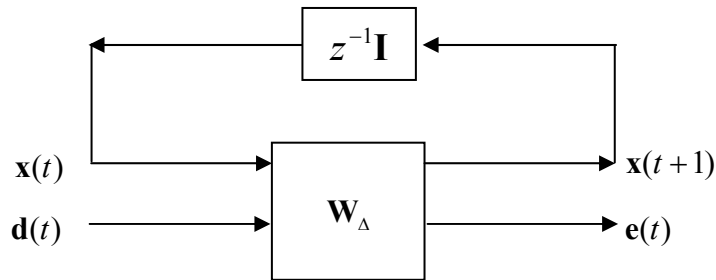 z⁻¹I
x(t)
x(t+1)
W_Δ
d(t)
e(t)